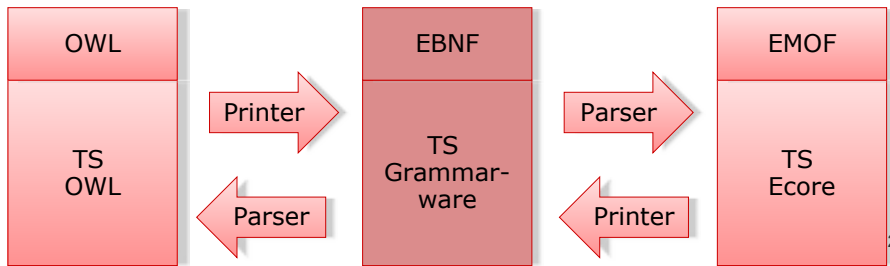 OWL
EBNF
EMOF
Printer
Parser
TS
OWL
TS
Grammar-
ware
TS
Ecore
Parser
Printer